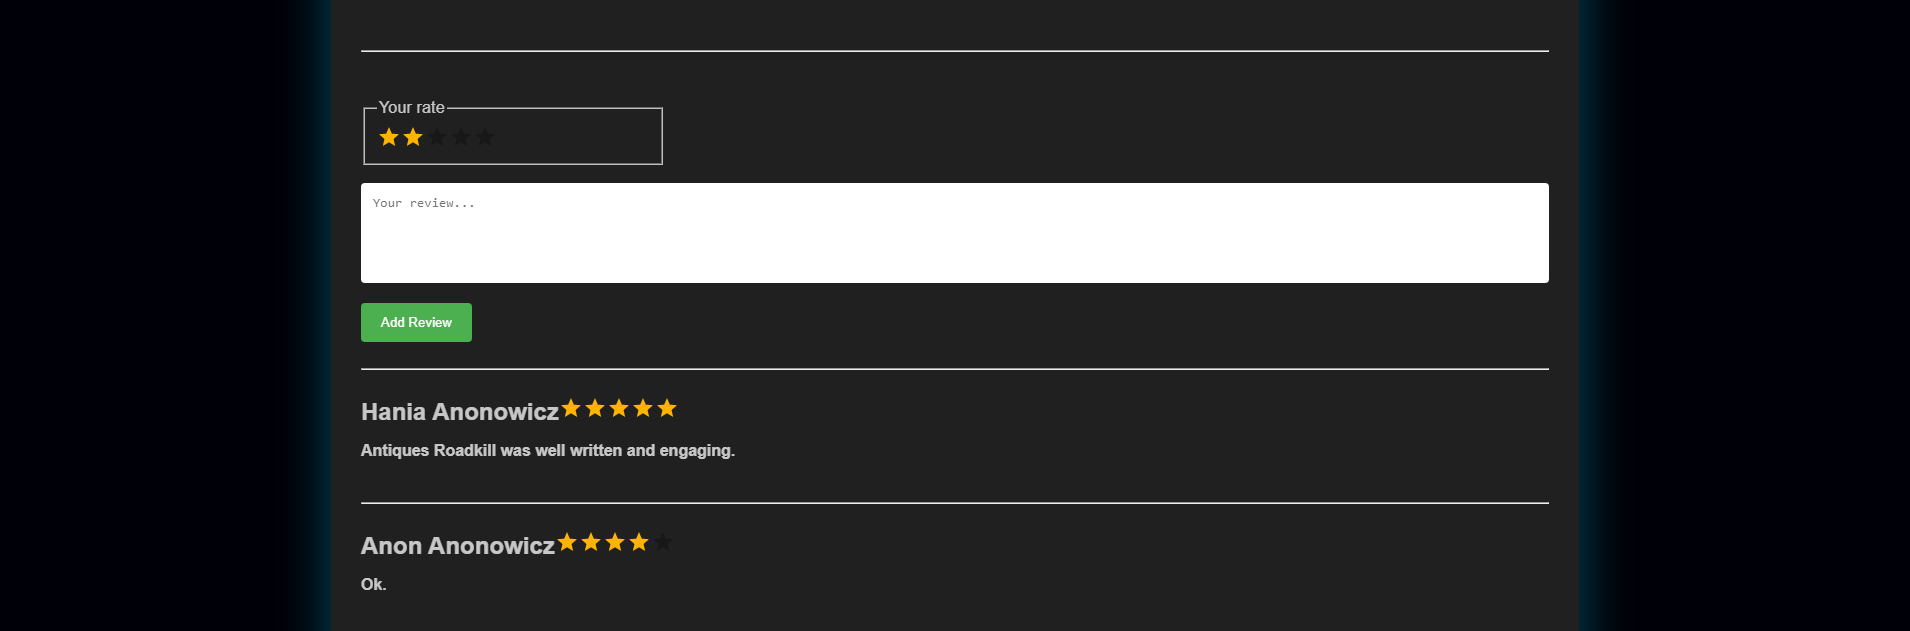 Your rate
Your review...
Add Review
Hania Anonowicz
Antiques Roadkill was well written and engaging.
Anon Anonowicz
Ok.